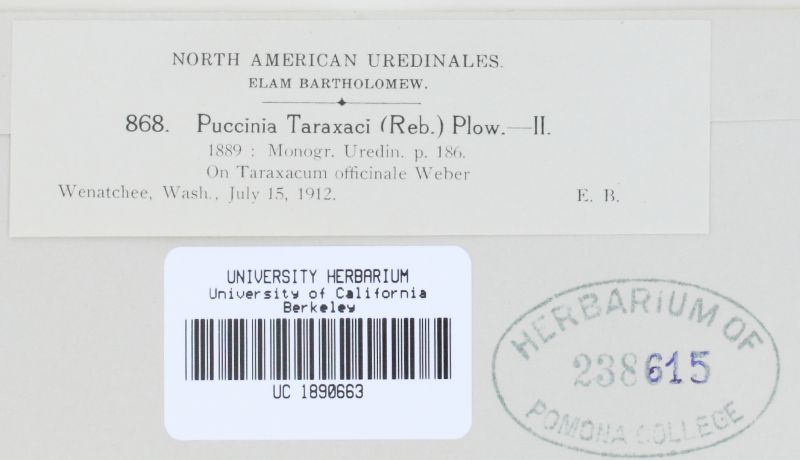 NORTH AMERICAN UREDINALES.
ELAM BARTHOLOMEW.
868. Puccinia Taraxaci (Reb.) Plow.—II.
1889 : Monogr. Uredin. p. 186.
On Taraxacum officinale Weber
Wenatchee, Wash., July 15, 1912. E. B.
UNIVERSITY HERBARIUM
University of California
Berkeley
UC 1890663
HERBARIUM OF
238615
POMONA COLLEGE